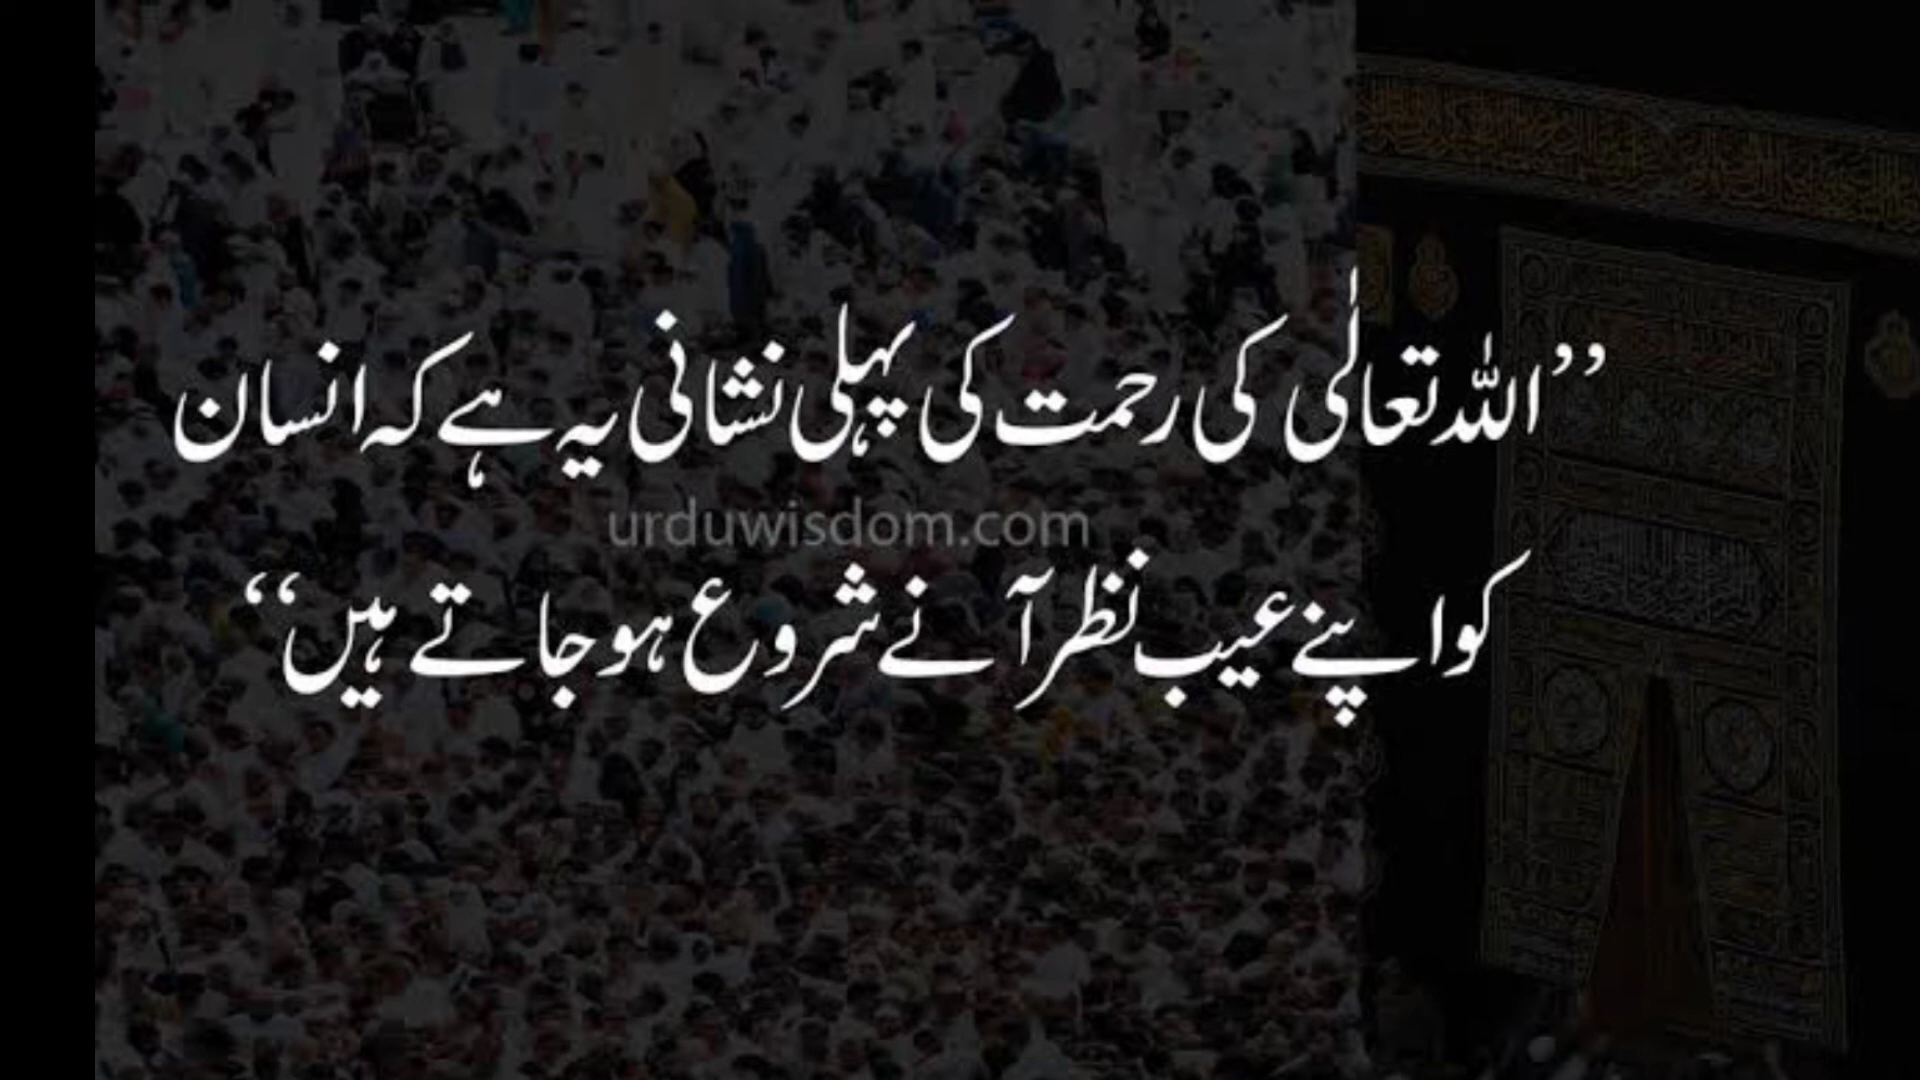 ”اللہ تعالٰی کی رحمت کی پہلی نشانی یہ ہے کہ انسان
urduwisdom.com
کو اپنے عیب نظر آنے شروع ہو جاتے ہیں“